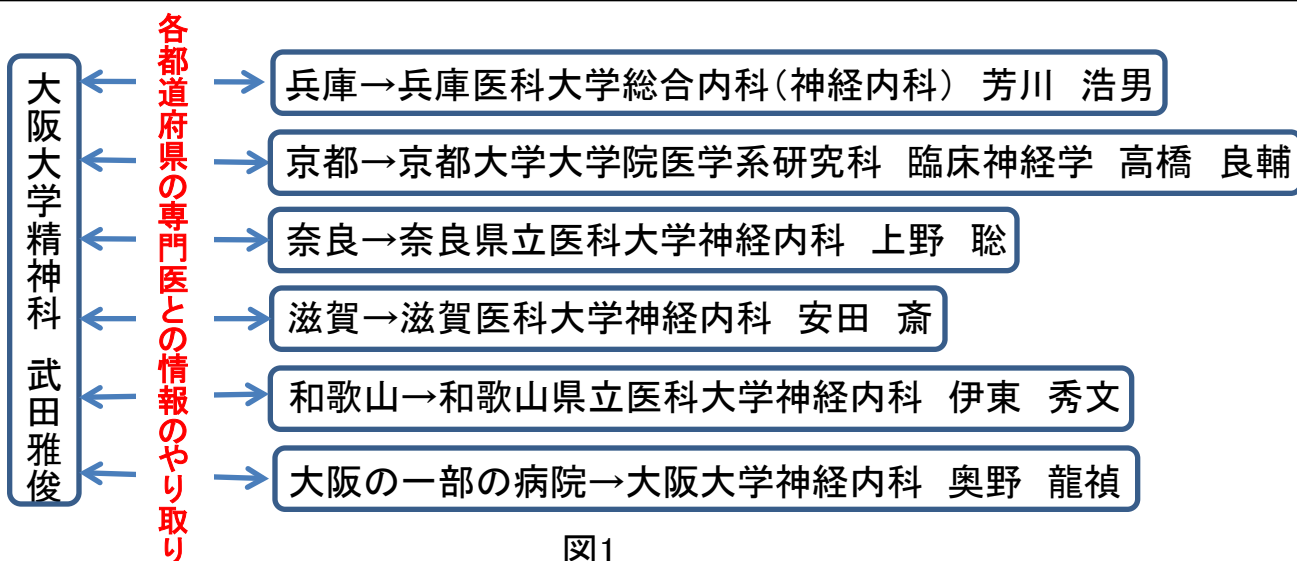 大阪大学精神科 武田雅俊
各都道府県の専門医との情報のやり取り
兵庫→兵庫医科大学総合内科（神経内科） 芳川 浩男
京都→京都大学大学院医学系研究科 臨床神経学 高橋 良輔
奈良→奈良県立医科大学神経内科 上野 聡
滋賀→滋賀医科大学神経内科 安田 斎
和歌山→和歌山県立医科大学神経内科 伊東 秀文
大阪の一部の病院→大阪大学神経内科 奥野 龍禎
図1